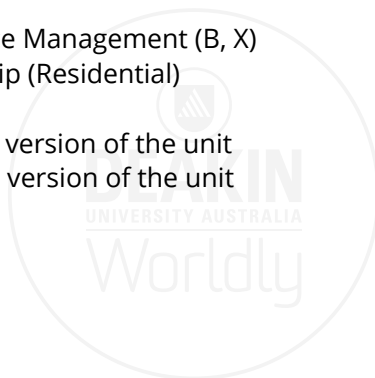 e Management (B, X)
ip (Residential)
version of the unit
version of the unit
DEAKIN
UNIVERSITY AUSTRALIA
Worldly